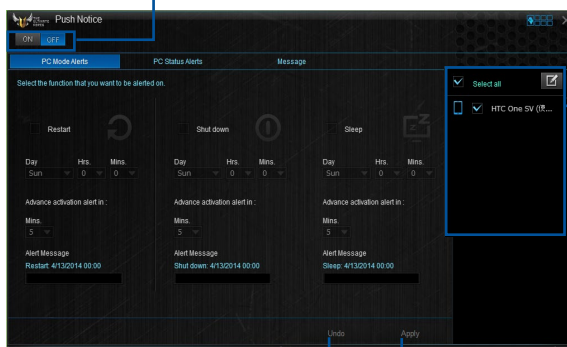 THE ULTIMATE FORCE Push Notice
ON OFF
PC Mode Alerts PC Status Alerts Message
Select the function that you want to be alerted on.
Select all
HTC One SV (使...
Restart Shut down Sleep
Day Hrs. Mins. Day Hrs. Mins. Day Hrs. Mins.
Sun 0 0 Sun 0 0 Sun 0 0
Advance activation alert in : Advance activation alert in : Advance activation alert in :
Mins. Mins. Mins.
5 5 5
Alert Message Alert Message Alert Message
Restart: 4/13/2014 00:00 Shut down: 4/13/2014 00:00 Sleep: 4/13/2014 00:00
Undo Apply